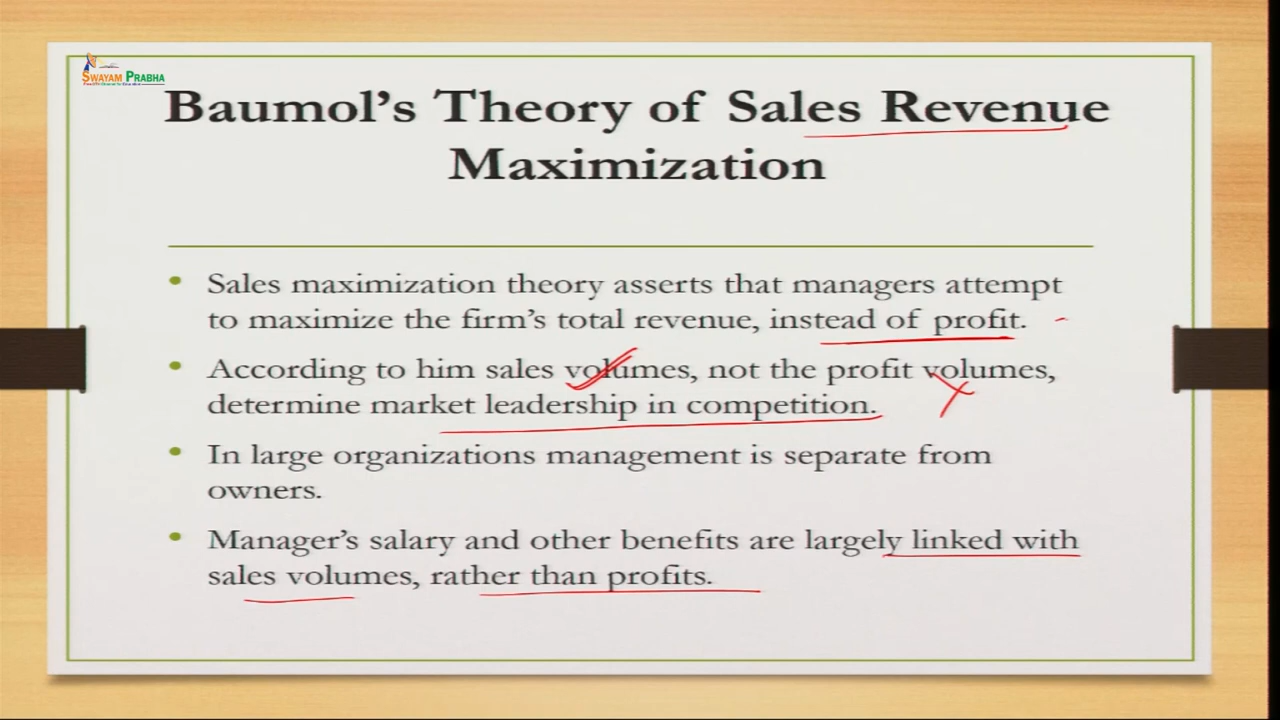 SWAYAM PRABHA
Baumol's Theory of Sales Revenue
Maximization
• Sales maximization theory asserts that managers attempt
to maximize the firm's total revenue, instead of profit.
• According to him sales volumes, not the profit volumes,
determine market leadership in competition.
• In large organizations management is separate from
owners.
• Manager's salary and other benefits are largely linked with
sales volumes, rather than profits.